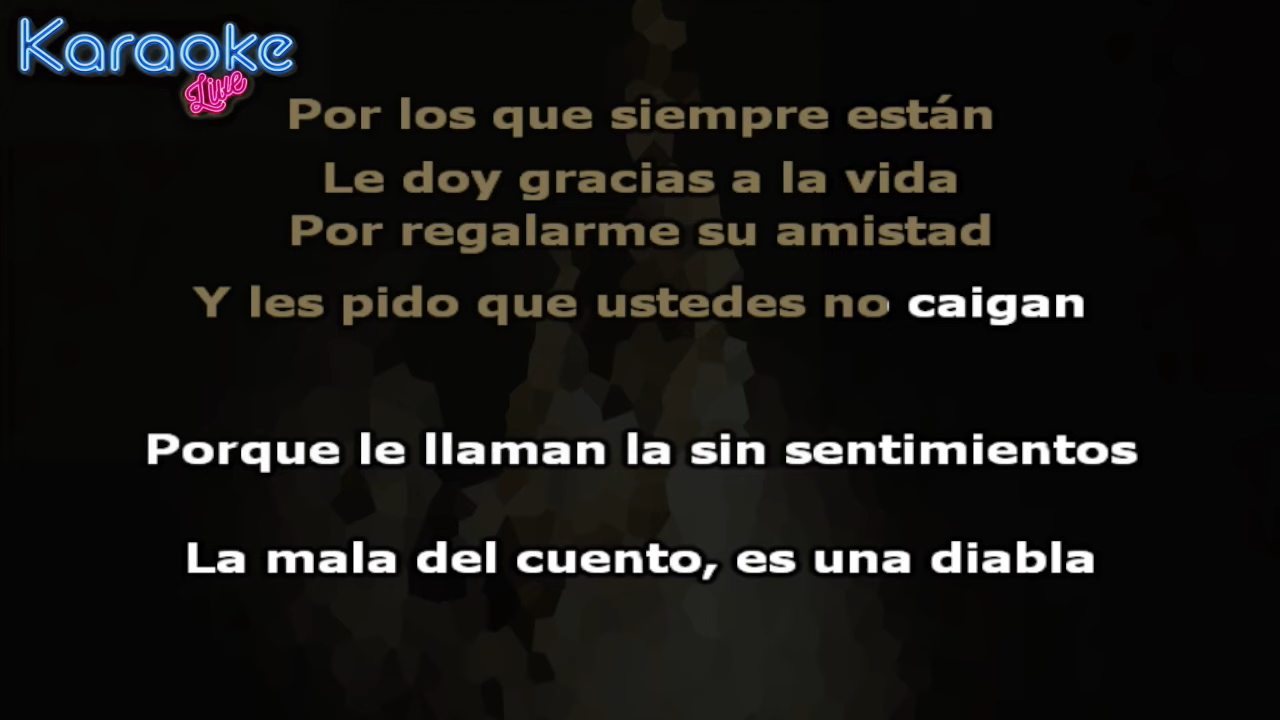 Karaoke
Live
Por los que siempre están
Le doy gracias a la vida
Por regalarme su amistad
Y les pido que ustedes no caigan
Porque le llaman la sin sentimientos
La mala del cuento, es una diabla